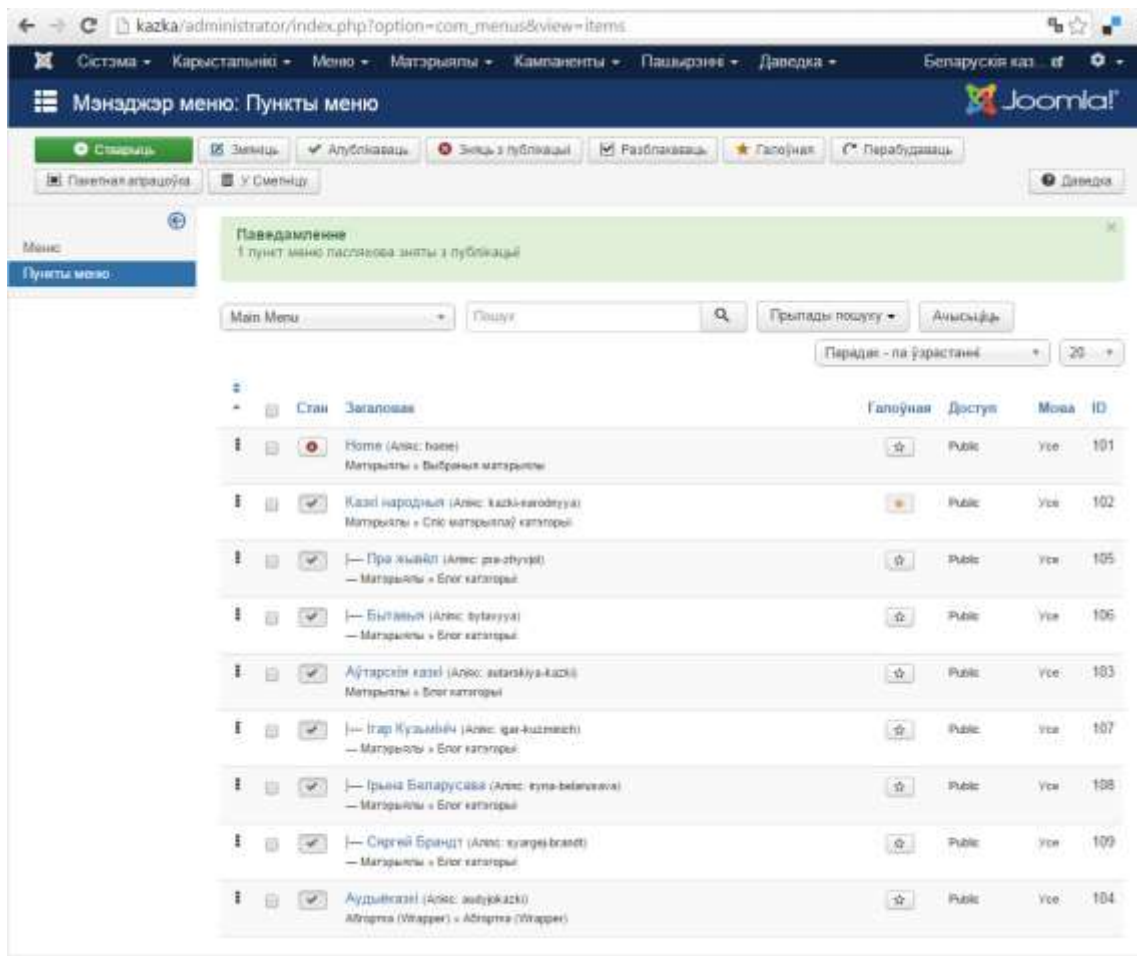 kazka/administrator/index.php?option=com_menus&view=items
Сістэма Карыстальнікі Меню Матэрыялы Кампаненты Пашырэнні Даведка Беларускія каз...
Мэнэджэр меню: Пункты меню Joomla!
Стварыць Змяніць Апублікаваць Зняць з публікацыі Разблакаваць Галоўная Перабудаваць
Пакетная апрацоўка У Сметніцу Даведка
Меню
Пункты меню
Паведамленне
1 пункт меню паспяхова зняты з публікацыі
Main Menu Пошук Прылады пошуку Ачысціць
Парадак - па ўзрастанні 20
Стан Загаловак Галоўная Доступ Мова ID
Home (Аліяс: home) Public Усе 101
Матэрыялы » Выбраныя матэрыялы
Казкі народныя (Аліяс: kazki-narodnyya) Public Усе 102
Матэрыялы » Спіс матэрыялаў катэгорыі
|— Пра жывёл (Аліяс: pra-zhyvjol) Public Усе 105
— Матэрыялы » Блог катэгорыі
|— Бытавыя (Аліяс: bytavyya) Public Усе 106
— Матэрыялы » Блог катэгорыі
Аўтарскія казкі (Аліяс: autarskiya-kazki) Public Усе 103
Матэрыялы » Блог катэгорыі
|— Ігар Кузьмініч (Аліяс: igar-kuzminich) Public Усе 107
— Матэрыялы » Блог катэгорыі
|— Ірына Беларусава (Аліяс: iryna-belarusava) Public Усе 108
— Матэрыялы » Блог катэгорыі
|— Сяргей Брандт (Аліяс: syargej-brandt) Public Усе 109
— Матэрыялы » Блог катэгорыі
Аудыёказкі (Аліяс: audyjokazki) Public Усе 104
Абгортка (Wrapper) » Абгортка (Wrapper)